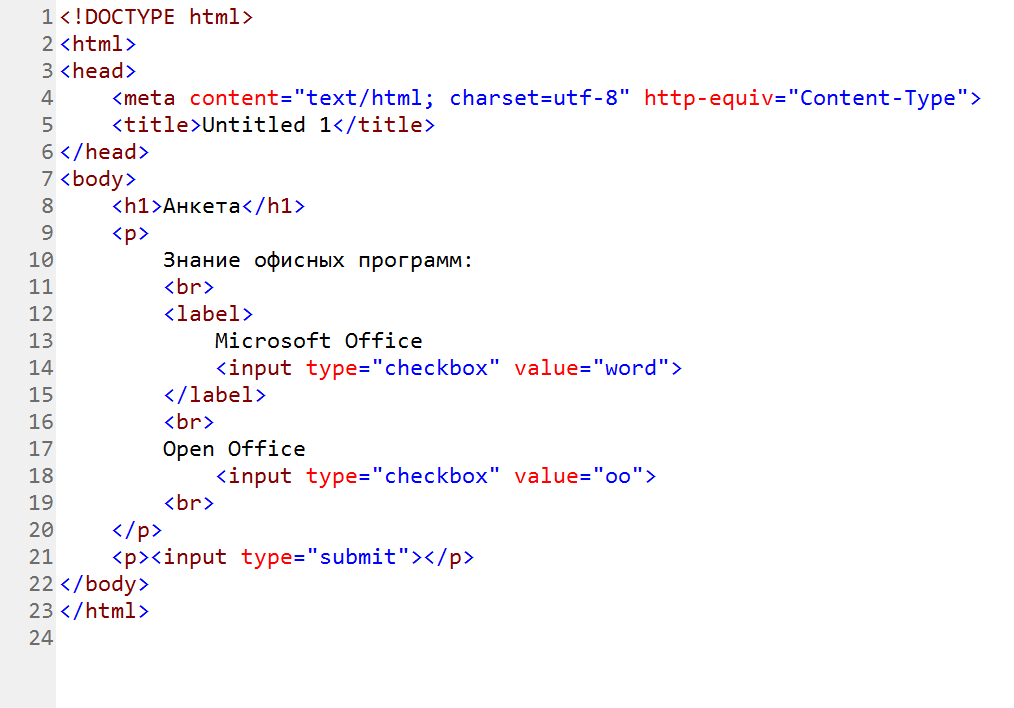 1 <!DOCTYPE html>
2 <html>
3 <head>
4     <meta content="text/html; charset=utf-8" http-equiv="Content-Type">
5     <title>Untitled 1</title>
6 </head>
7 <body>
8     <h1>Анкета</h1>
9     <p>
10         Знание офисных программ:
11         <br>
12         <label>
13             Microsoft Office
14             <input type="checkbox" value="word">
15         </label>
16         <br>
17         Open Office
18             <input type="checkbox" value="oo">
19         <br>
20     </p>
21     <p><input type="submit"></p>
22 </body>
23 </html>
24